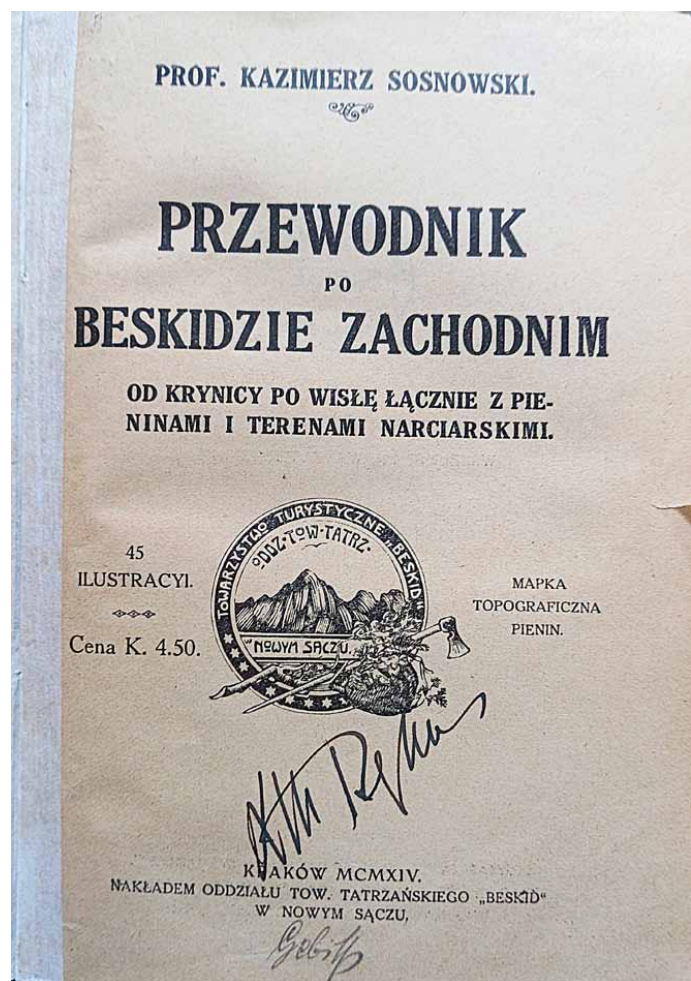 PROF. KAZIMIERZ SOSNOWSKI.
PRZEWODNIK
PO
BESKIDZIE ZACHODNIM
OD KRYNICY PO WISŁĘ ŁĄCZNIE Z PIE-
NINAMI I TERENAMI NARCIARSKIMI.
TOWARZYSTWO TURYSTYCZNE „BESKID"
ODDZ·TOW·TATRZ·
W NOWYM SĄCZU.
45
ILUSTRACYI.
Cena K. 4.50.
MAPKA
TOPOGRAFICZNA
PIENIN.
KRAKÓW MCMXIV.
NAKŁADEM ODDZIAŁU TOW. TATRZAŃSKIEGO „BESKID"
W NOWYM SĄCZU,